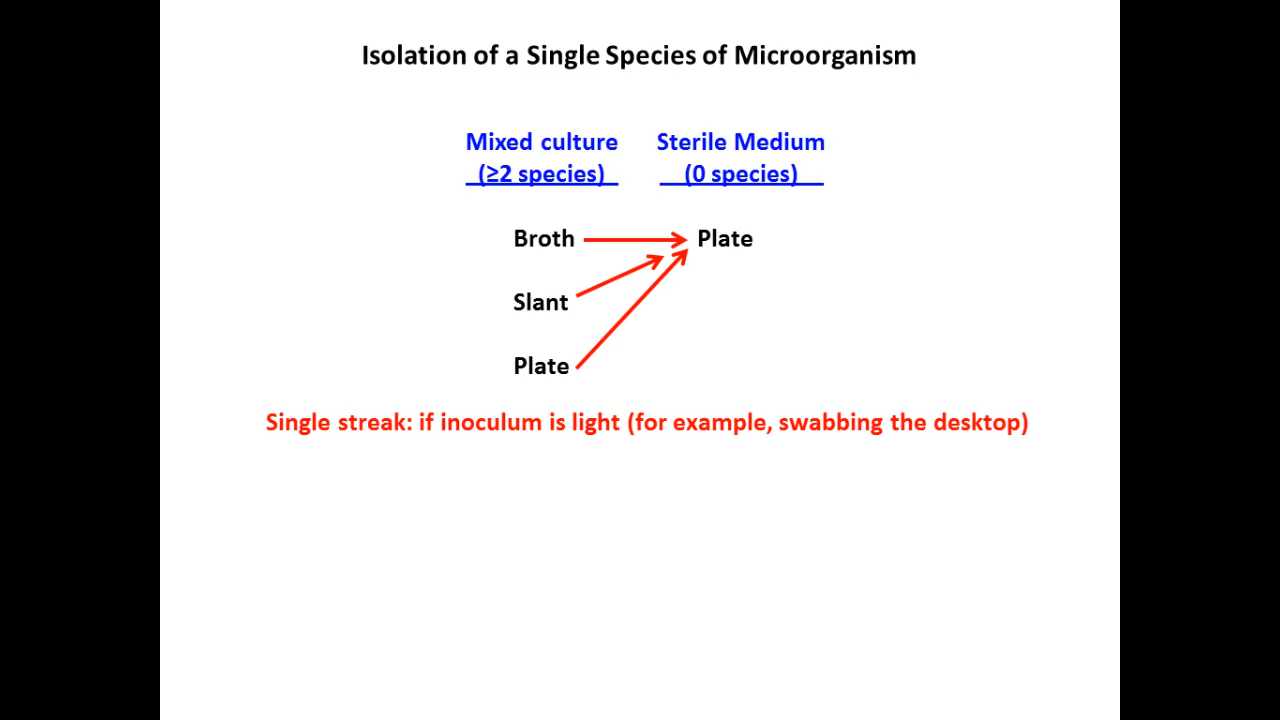 Isolation of a Single Species of Microorganism
Mixed culture Sterile Medium
(≥2 species) (0 species)
Broth Plate
Slant
Plate
Single streak: if inoculum is light (for example, swabbing the desktop)